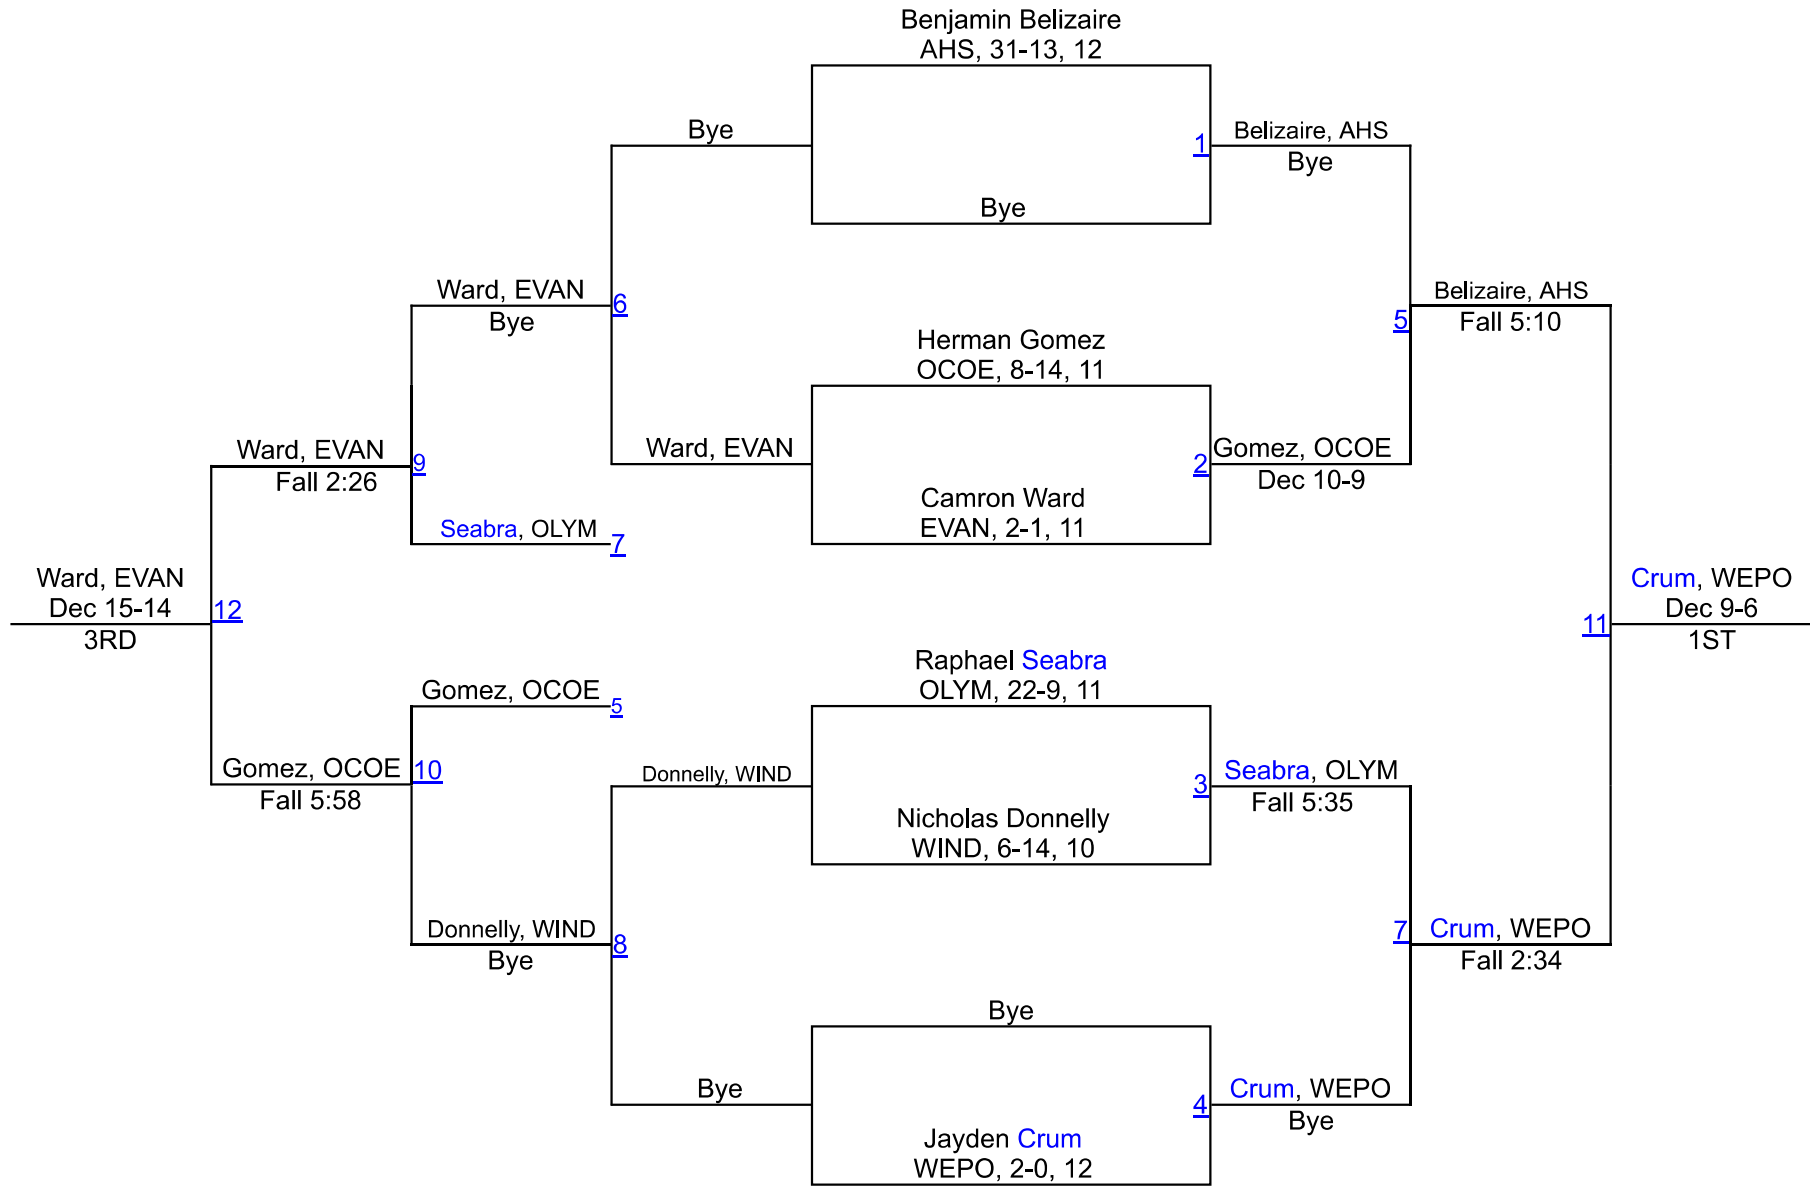 Benjamin Belizaire
AHS, 31-13, 12
Bye
1
Belizaire, AHS
Bye
Bye
Ward, EVAN
Bye
6
Belizaire, AHS
Fall 5:10
5
Herman Gomez
OCOE, 8-14, 11
Ward, EVAN
Fall 2:26
9
Ward, EVAN
2
Gomez, OCOE
Dec 10-9
Camron Ward
EVAN, 2-1, 11
Seabra, OLYM
7
Ward, EVAN
Dec 15-14
3RD
12
Crum, WEPO
Dec 9-6
1ST
11
Raphael Seabra
OLYM, 22-9, 11
Gomez, OCOE
5
Gomez, OCOE
Fall 5:58
10
Donnelly, WIND
3
Seabra, OLYM
Fall 5:35
Nicholas Donnelly
WIND, 6-14, 10
Donnelly, WIND
Bye
8
7
Crum, WEPO
Fall 2:34
Bye
Bye
4
Crum, WEPO
Bye
Jayden Crum
WEPO, 2-0, 12